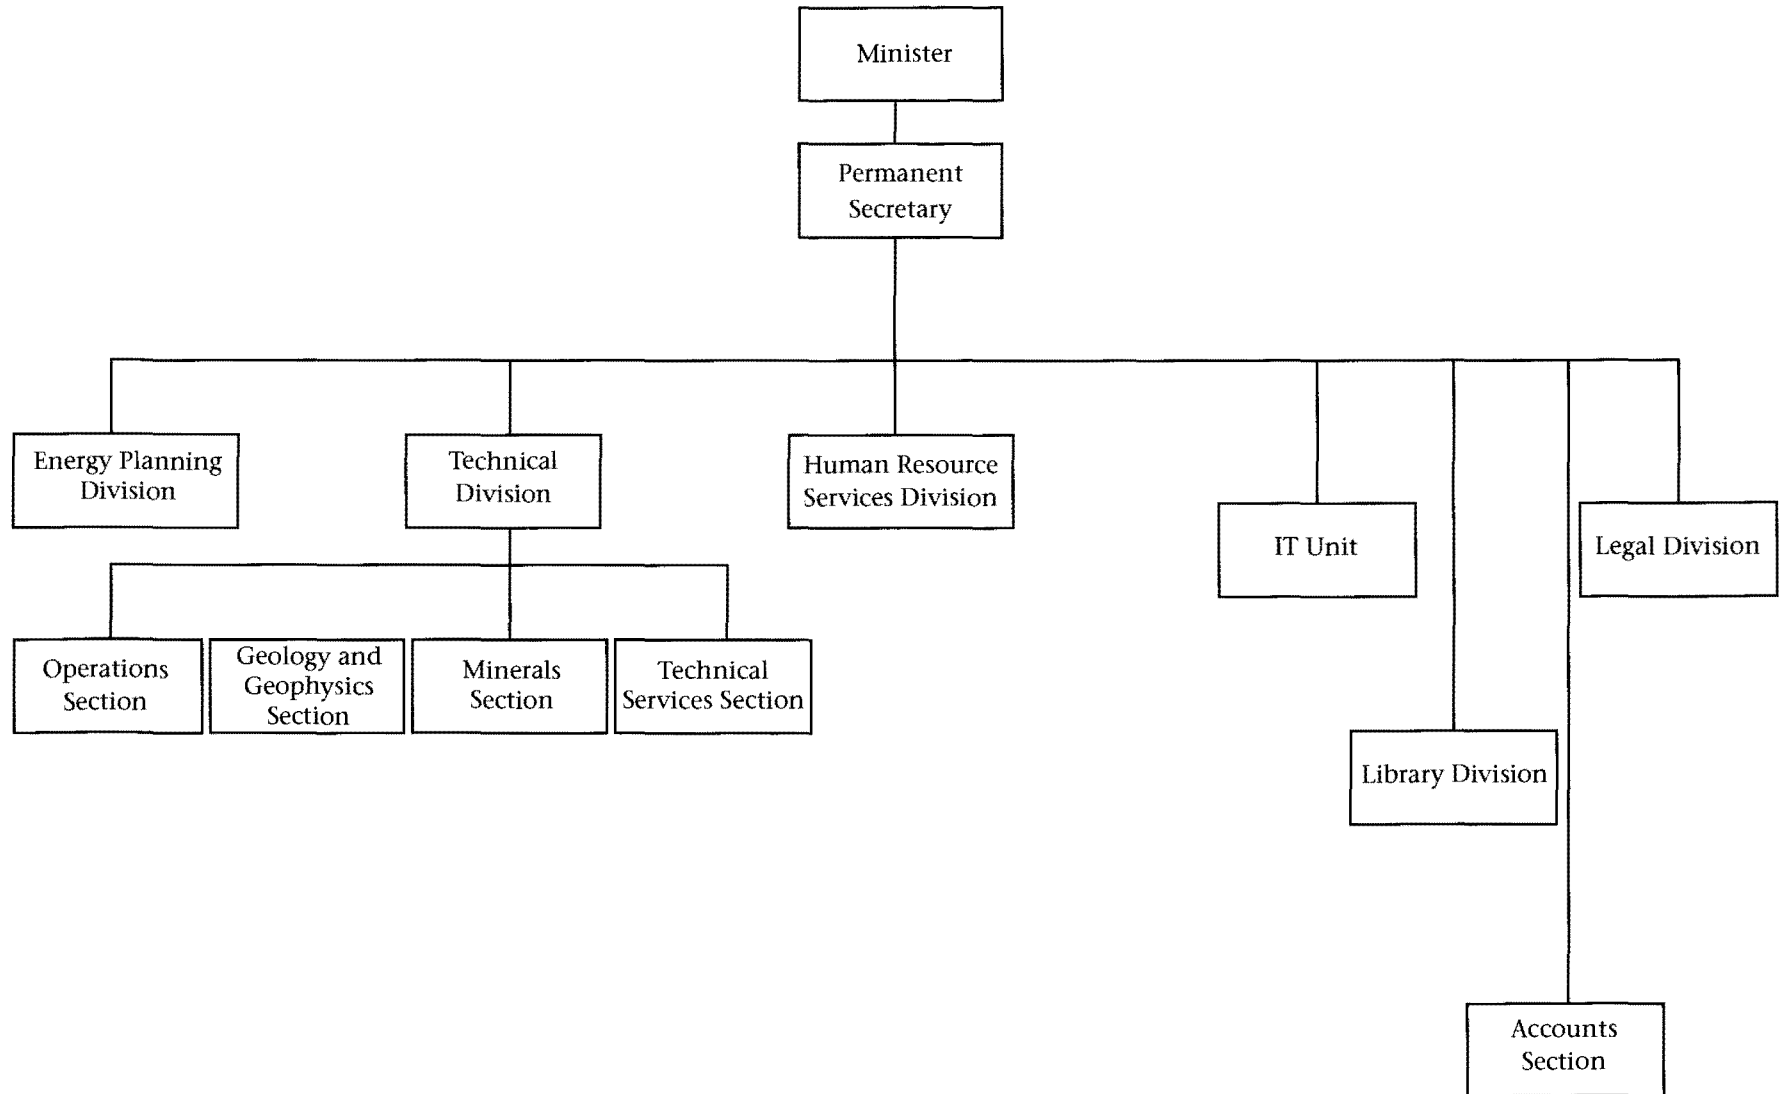 Minister
Permanent
Secretary
Energy Planning
Division
Technical
Division
Human Resource
Services Division
IT Unit
Legal Division
Operations
Section
Geology and
Geophysics
Section
Minerals
Section
Technical
Services Section
Library Division
Accounts
Section